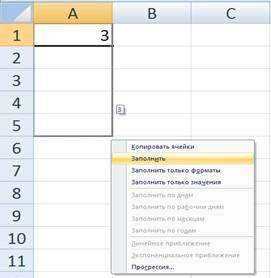 A B C
1 3
2
3
4
5
6
7
8
9
10
11
Копировать ячейки
Заполнить
Заполнить только форматы
Заполнить только значения
Заполнить по дням
Заполнить по рабочим дням
Заполнить по месяцам
Заполнить по годам
Линейное приближение
Экспоненциальное приближение
Прогрессия...